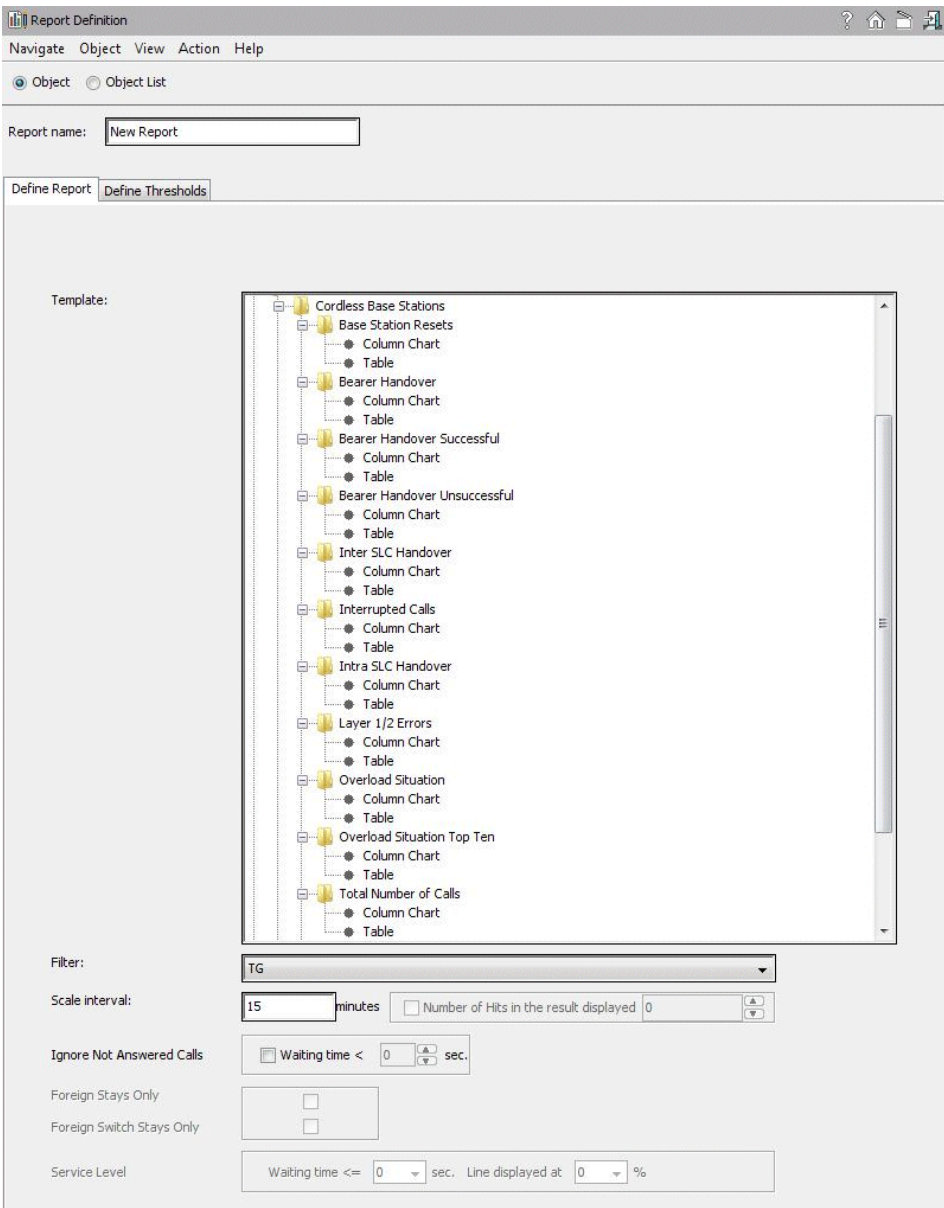 Report Definition
?
Navigate Object View Action Help
Object Object List
Report name: New Report
Define Report Define Thresholds
Template:
Cordless Base Stations
Base Station Resets
Column Chart
Table
Bearer Handover
Column Chart
Table
Bearer Handover Successful
Column Chart
Table
Bearer Handover Unsuccessful
Column Chart
Table
Inter SLC Handover
Column Chart
Table
Interrupted Calls
Column Chart
Table
Intra SLC Handover
Column Chart
Table
Layer 1/2 Errors
Column Chart
Table
Overload Situation
Column Chart
Table
Overload Situation Top Ten
Column Chart
Table
Total Number of Calls
Column Chart
Table
Filter: TG
Scale interval: 15 minutes Number of Hits in the result displayed 0
Ignore Not Answered Calls Waiting time < 0 sec.
Foreign Stays Only
Foreign Switch Stays Only
Service Level Waiting time <= 0 sec. Line displayed at 0 %